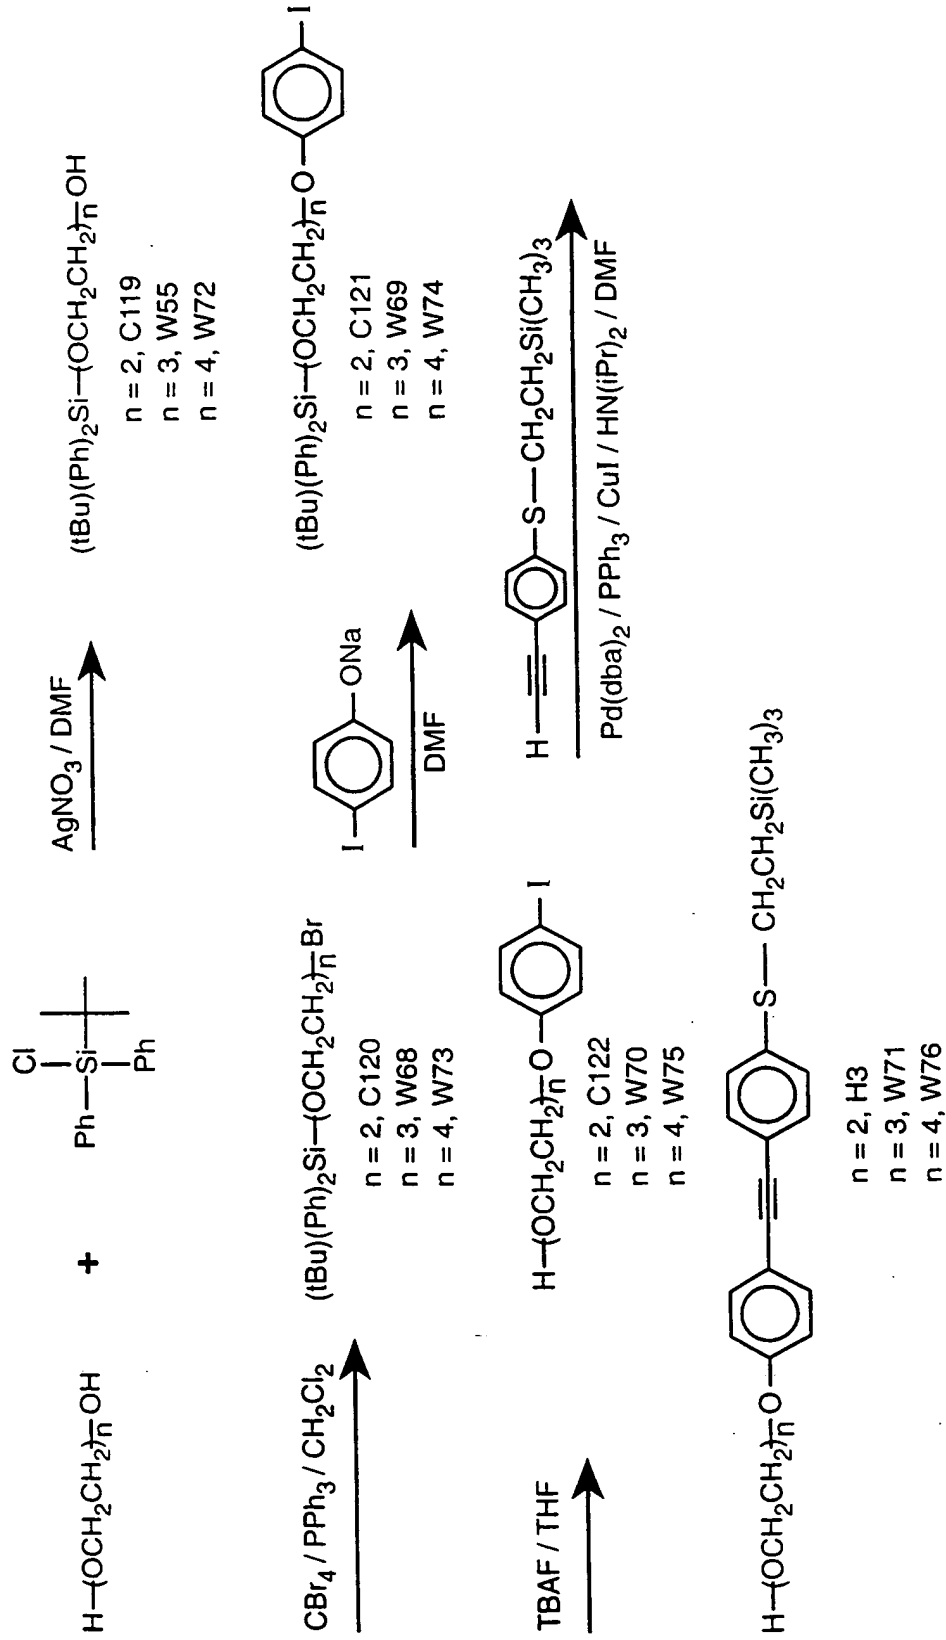 H–(OCH2CH2)n–OH + Cl Ph–Si Ph AgNO3 / DMF (tBu)(Ph)2Si–(OCH2CH2)n–OH
n = 2, C119
n = 3, W55
n = 4, W72
CBr4 / PPh3 / CH2Cl2 (tBu)(Ph)2Si–(OCH2CH2)n–Br I ONa DMF (tBu)(Ph)2Si–(OCH2CH2)n–O I
n = 2, C120
n = 3, W68
n = 4, W73
n = 2, C121
n = 3, W69
n = 4, W74
TBAF / THF H–(OCH2CH2)n–O I H S–CH2CH2Si(CH3)3
Pd(dba)2 / PPh3 / CuI / HN(iPr)2 / DMF
n = 2, C122
n = 3, W70
n = 4, W75
H–(OCH2CH2)n–O S–CH2CH2Si(CH3)3
n = 2, H3
n = 3, W71
n = 4, W76